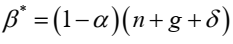 β* = (1−α)(n+g+δ)